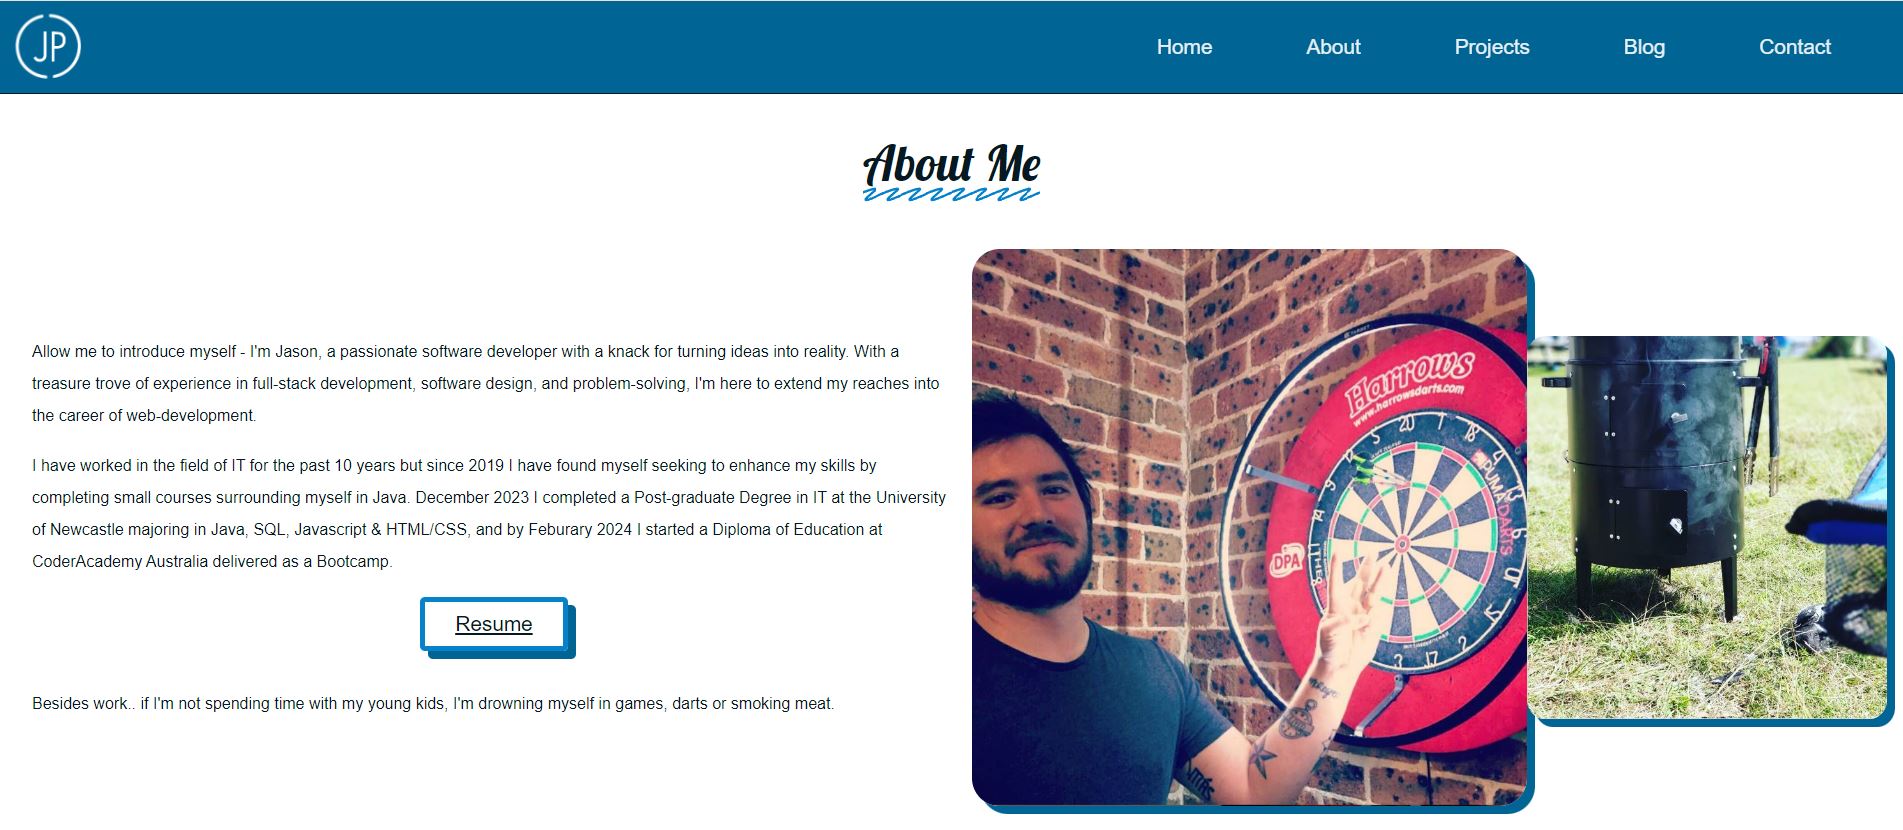 JP
Home About Projects Blog Contact
About Me
Allow me to introduce myself - I'm Jason, a passionate software developer with a knack for turning ideas into reality. With a
treasure trove of experience in full-stack development, software design, and problem-solving, I'm here to extend my reaches into
the career of web-development.
I have worked in the field of IT for the past 10 years but since 2019 I have found myself seeking to enhance my skills by
completing small courses surrounding myself in Java. December 2023 I completed a Post-graduate Degree in IT at the University
of Newcastle majoring in Java, SQL, Javascript & HTML/CSS, and by Feburary 2024 I started a Diploma of Education at
CoderAcademy Australia delivered as a Bootcamp.
Resume
Besides work.. if I'm not spending time with my young kids, I'm drowning myself in games, darts or smoking meat.
Harrows
www.harrowsdarts.com
PUMA DARTS
DPA